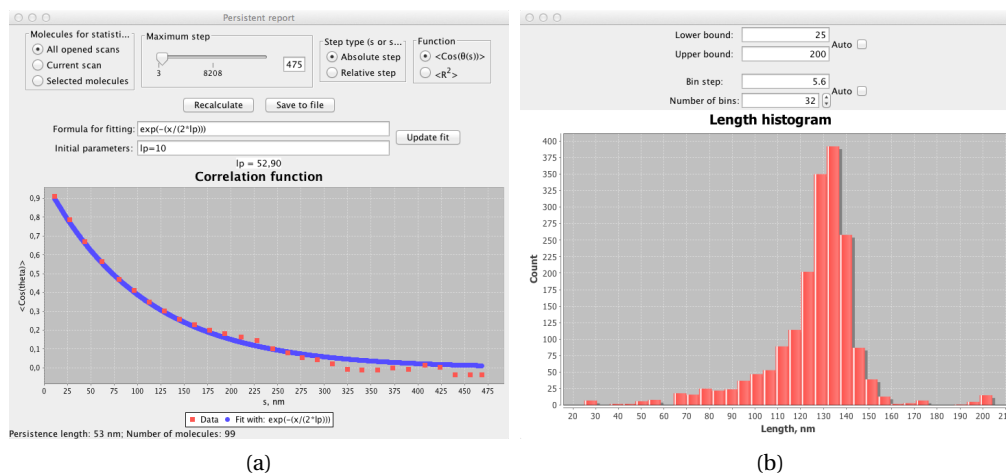 Persistent report
Molecules for statisti...
All opened scans
Current scan
Selected molecules
Maximum step
3
8208
475
Step type (s or s...
Absolute step
Relative step
Function
<Cos(θ(s))>
<R^2>
Recalculate
Save to file
Formula for fitting: exp(-(x/(2*lp)))
Initial parameters: lp=10
Update fit
lp = 52,90
Correlation function
<Cos(theta)>
0,9
0,8
0,7
0,6
0,5
0,4
0,3
0,2
0,1
0,0
0 25 50 75 100 125 150 175 200 225 250 275 300 325 350 375 400 425 450 475
s, nm
Data Fit with: exp(-(x/(2*lp)))
Persistence length: 53 nm; Number of molecules: 99
(a)
Lower bound: 25
Upper bound: 200
Auto
Bin step: 5.6
Number of bins: 32
Auto
Length histogram
Count
400
375
350
325
300
275
250
225
200
175
150
125
100
75
50
25
0
20 30 40 50 60 70 80 90 100 110 120 130 140 150 160 170 180 190 200
Length, nm
(b)